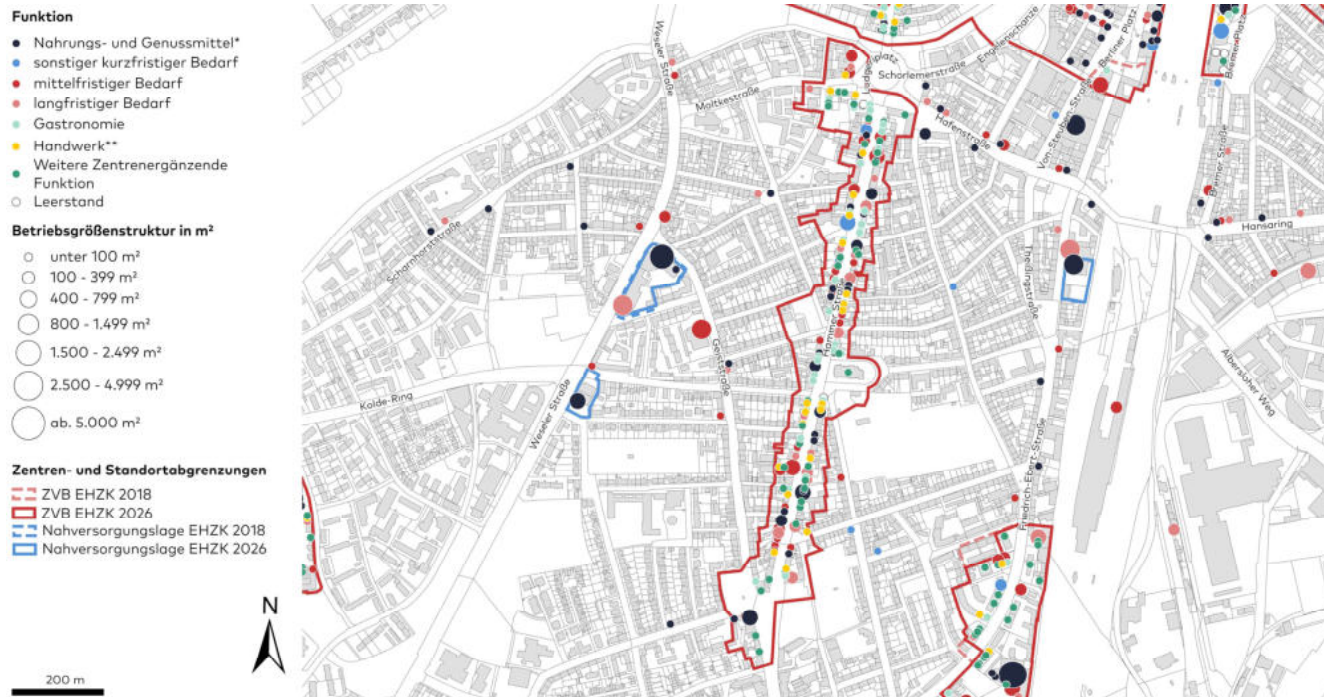 Funktion
Nahrungs- und Genussmittel*
sonstiger kurzfristiger Bedarf
mittelfristiger Bedarf
langfristiger Bedarf
Gastronomie
Handwerk**
Weitere Zentrenergänzende
Funktion
Leerstand
Betriebsgrößenstruktur in m²
unter 100 m²
100 - 399 m²
400 - 799 m²
800 - 1.499 m²
1.500 - 2.499 m²
2.500 - 4.999 m²
ab. 5.000 m²
Zentren- und Standortabgrenzungen
ZVB EHZK 2018
ZVB EHZK 2026
Nahversorgungslage EHZK 2018
Nahversorgungslage EHZK 2026
N
200 m
Weseler Straße
Moltkestraße
Schorlemerstraße
Engelenschanze
Berliner Platz
Bremer Platz
Hafenstraße
Von-Steuben-Straße
Bremer Straße
Hansaring
Scharnhorststraße
Hammer Straße
Theißingstraße
Geiststraße
Kolde-Ring
Weseler Straße
Albersloher Weg
Friedrich-Ebert-Straße